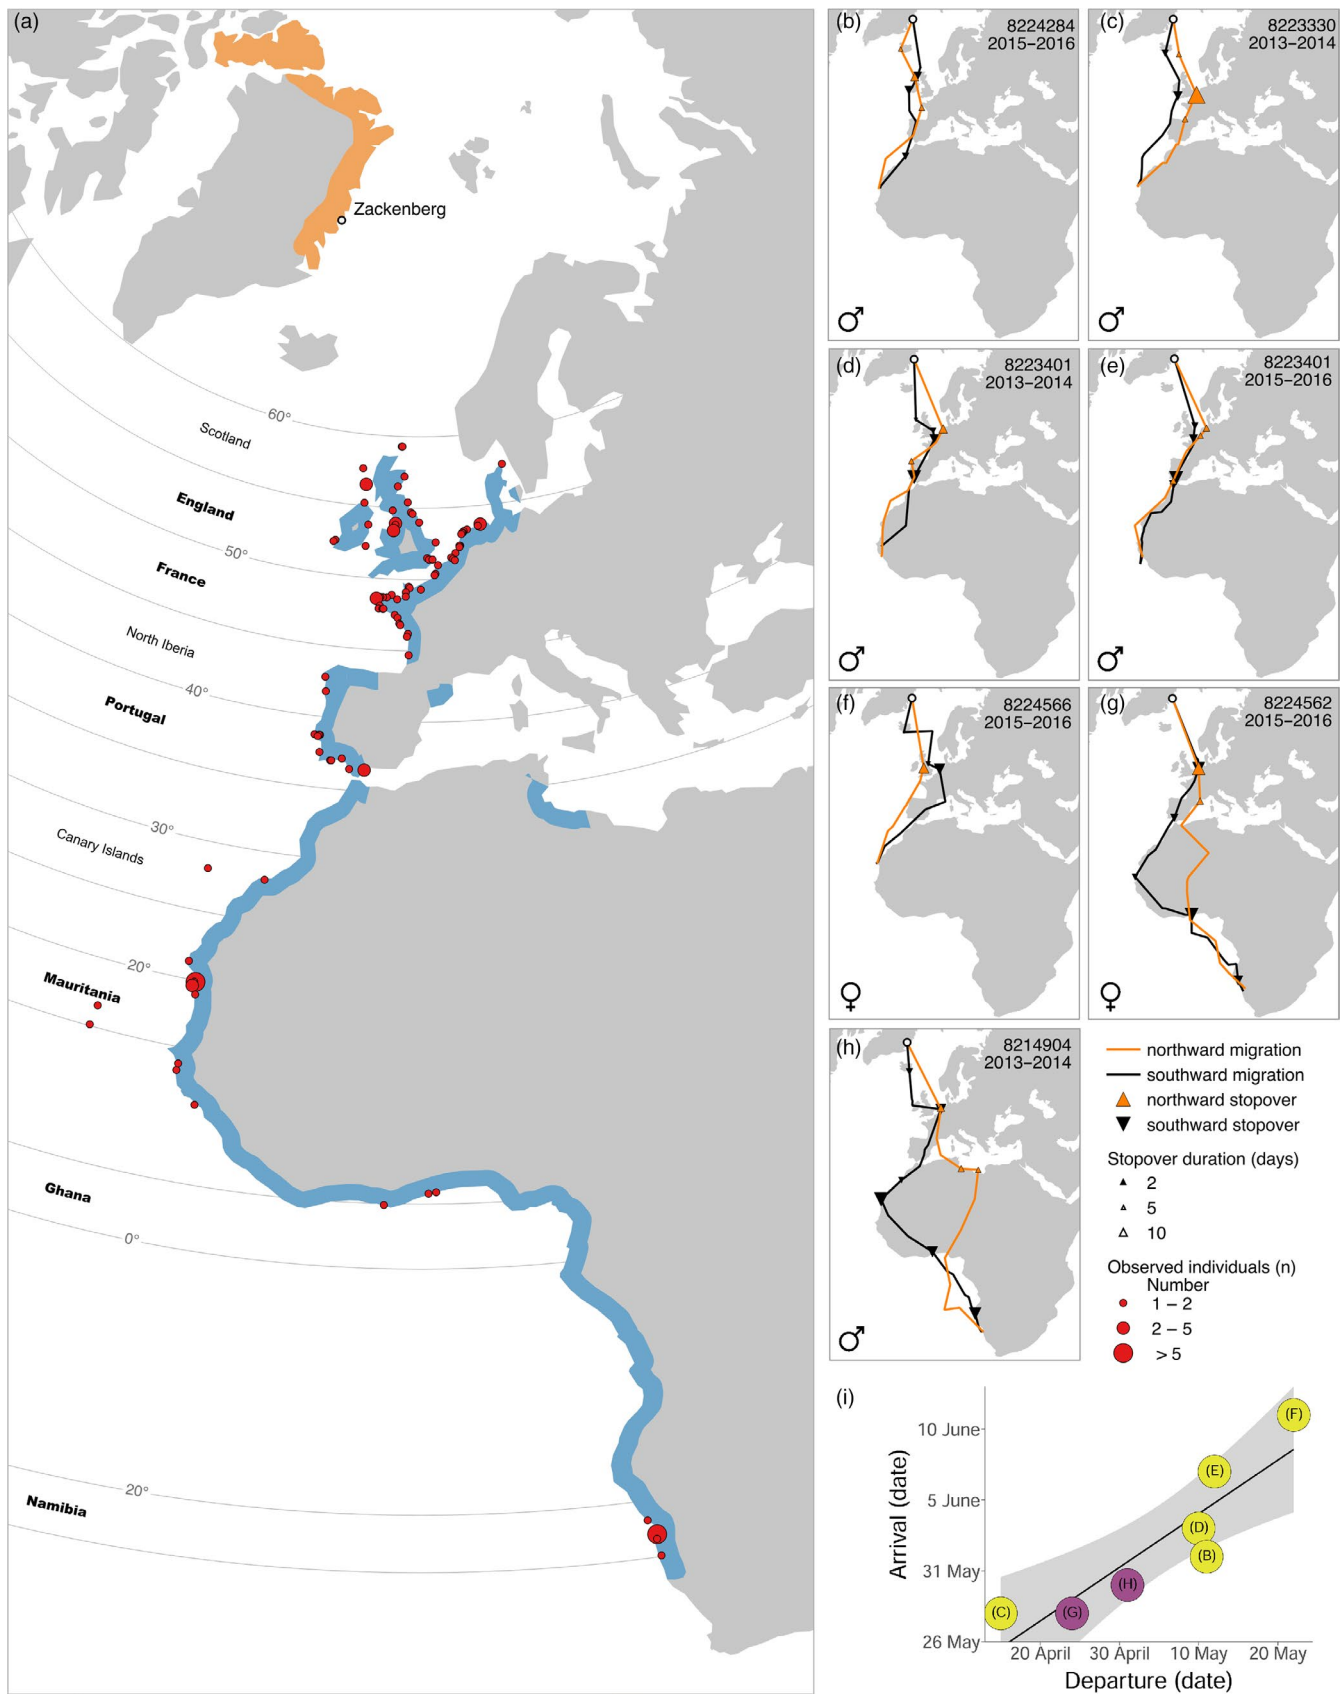 (a)
Zackenberg
60°
Scotland
England
50°
France
North Iberia
40°
Portugal
30°
Canary Islands
20°
Mauritania
Ghana
0°
20°
Namibia
(b)
8224284
2015–2016
♂
(c)
8223330
2013–2014
♂
(d)
8223401
2013–2014
♂
(e)
8223401
2015–2016
♂
(f)
8224566
2015–2016
♀
(g)
8224562
2015–2016
♀
(h)
8214904
2013–2014
♂
northward migration
southward migration
northward stopover
southward stopover
Stopover duration (days)
2
5
10
Observed individuals (n)
Number
1 – 2
2 – 5
> 5
(i)
Arrival (date)
10 June
5 June
31 May
26 May
(F)
(E)
(D)
(B)
(H)
(C)
(G)
20 April
30 April
10 May
20 May
Departure (date)